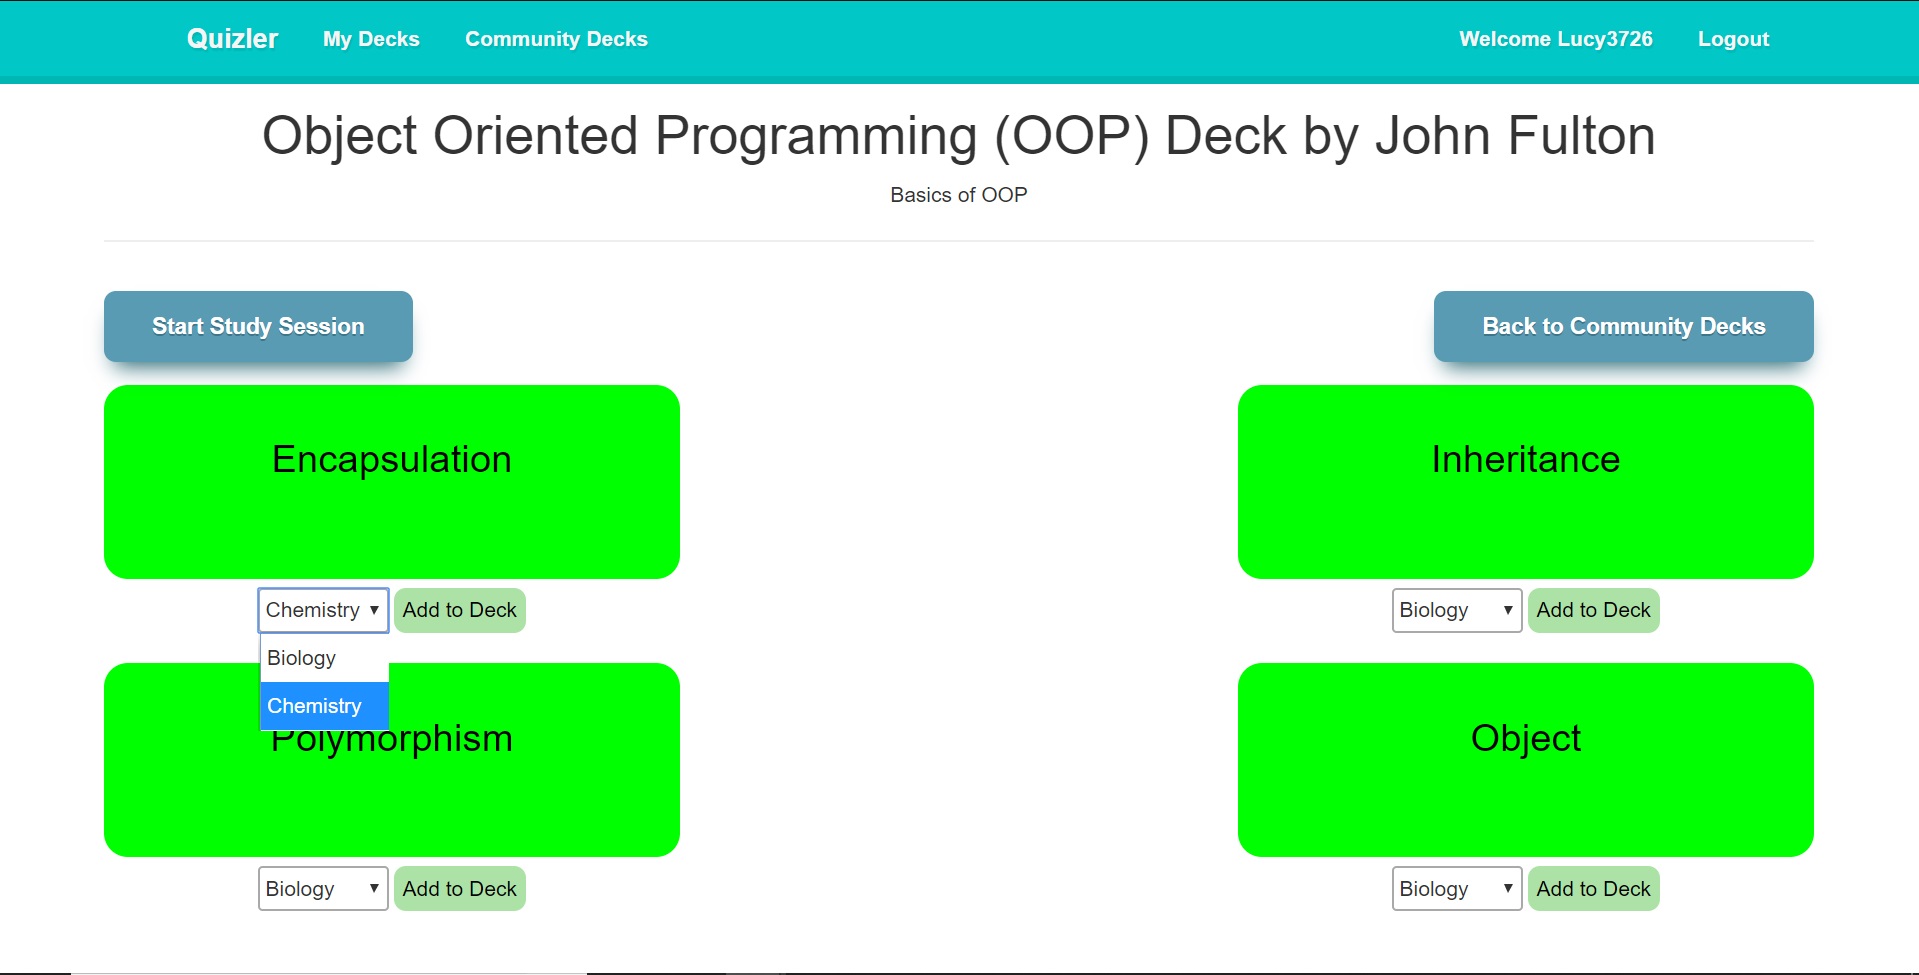 Quizler My Decks Community Decks Welcome Lucy3726 Logout
Object Oriented Programming (OOP) Deck by John Fulton
Basics of OOP
Start Study Session Back to Community Decks
Encapsulation Inheritance
Chemistry Add to Deck Biology Add to Deck
Biology
Chemistry
Polymorphism Object
Biology Add to Deck Biology Add to Deck